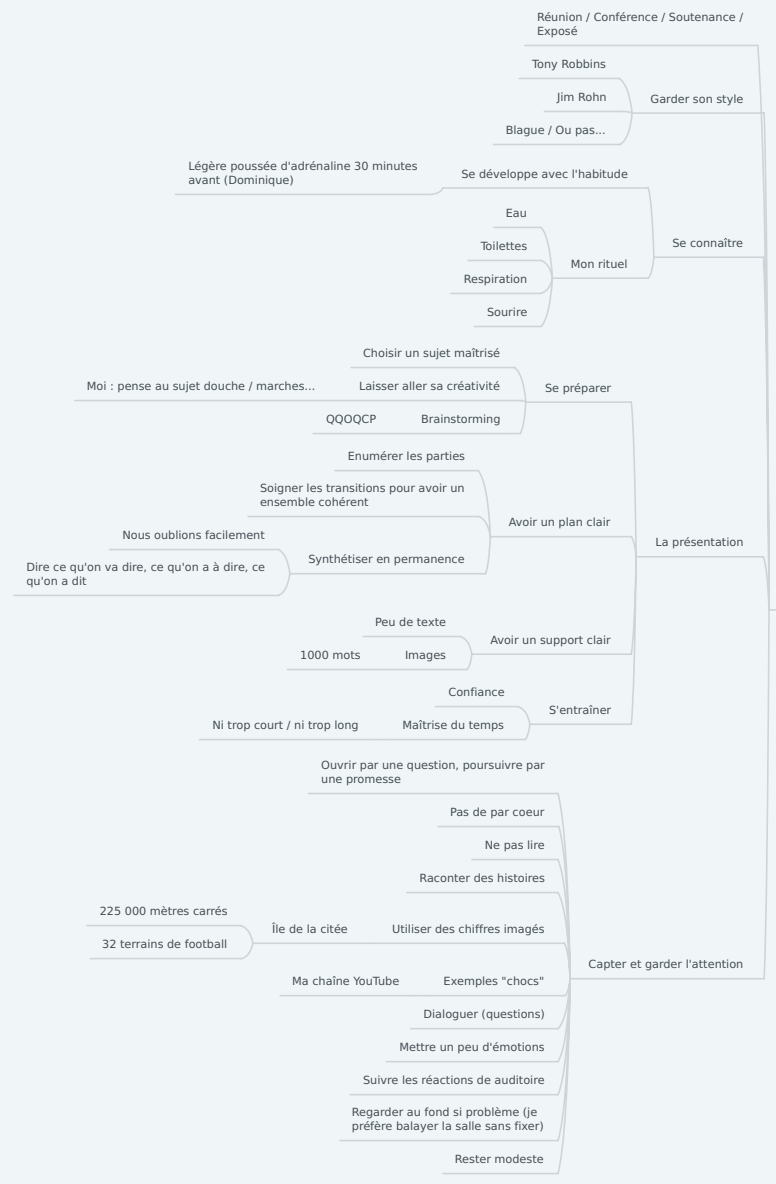 Réunion / Conférence / Soutenance /
Exposé
Garder son style
Tony Robbins
Jim Rohn
Blague / Ou pas...
Se connaître
Se développe avec l'habitude
Légère poussée d'adrénaline 30 minutes
avant (Dominique)
Mon rituel
Eau
Toilettes
Respiration
Sourire
La présentation
Se préparer
Choisir un sujet maîtrisé
Laisser aller sa créativité
Moi : pense au sujet douche / marches...
Brainstorming
QQOQCP
Avoir un plan clair
Enumérer les parties
Soigner les transitions pour avoir un
ensemble cohérent
Synthétiser en permanence
Nous oublions facilement
Dire ce qu'on va dire, ce qu'on a à dire, ce
qu'on a dit
Avoir un support clair
Peu de texte
Images
1000 mots
S'entraîner
Confiance
Maîtrise du temps
Ni trop court / ni trop long
Capter et garder l'attention
Ouvrir par une question, poursuivre par
une promesse
Pas de par coeur
Ne pas lire
Raconter des histoires
Utiliser des chiffres imagés
Île de la citée
225 000 mètres carrés
32 terrains de football
Exemples "chocs"
Ma chaîne YouTube
Dialoguer (questions)
Mettre un peu d'émotions
Suivre les réactions de auditoire
Regarder au fond si problème (je
préfère balayer la salle sans fixer)
Rester modeste